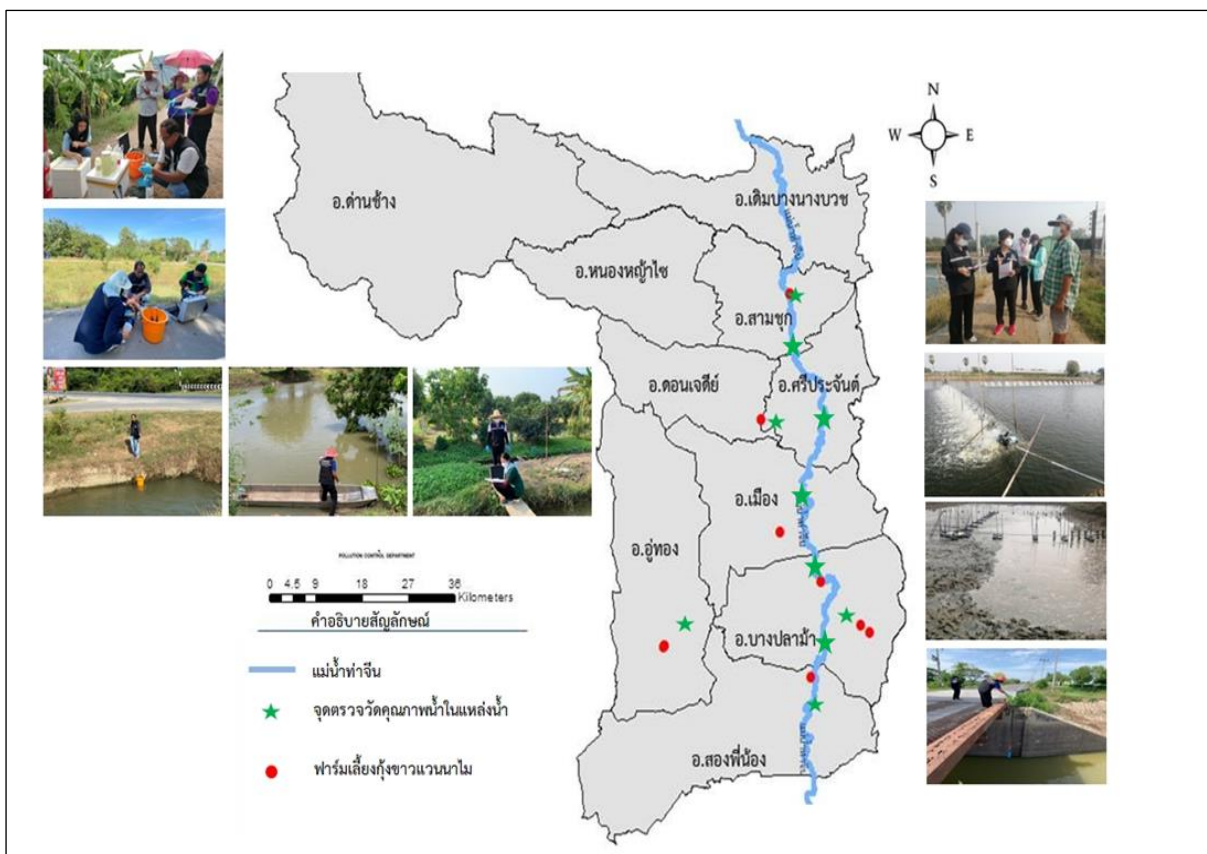 N
W E
S
อ.ด่านช้าง
อ.เดิมบางนางบวช
แม่น้ำท่าจีน
อ.หนองหญ้าไซ
อ.สามชุก
อ.ดอนเจดีย์
อ.ศรีประจันต์
อ.เมือง
อ.อู่ทอง
อ.บางปลาม้า
อ.สองพี่น้อง
POLLUTION CONTROL DEPARTMENT
0 4.5 9 18 27 36
Kilometers
คำอธิบายสัญลักษณ์
แม่น้ำท่าจีน
จุดตรวจวัดคุณภาพน้ำในแหล่งน้ำ
ฟาร์มเลี้ยงกุ้งขาวแวนนาไม